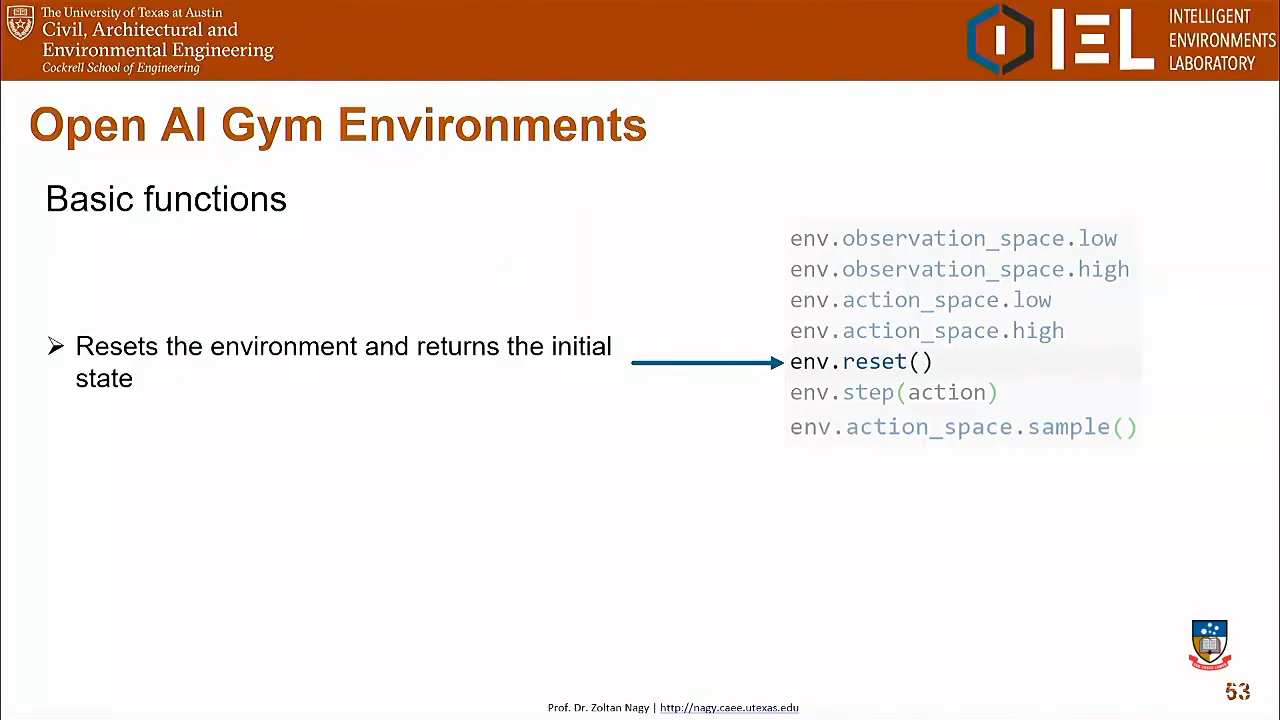 The University of Texas at Austin
Civil, Architectural and
Environmental Engineering
Cockrell School of Engineering
I IEL
INTELLIGENT
ENVIRONMENTS
LABORATORY
Open AI Gym Environments
Basic functions
➢ Resets the environment and returns the initial
state
env.observation_space.low
env.observation_space.high
env.action_space.low
env.action_space.high
env.reset()
env.step(action)
env.action_space.sample()
53
Prof. Dr. Zoltan Nagy | http://nagy.caee.utexas.edu